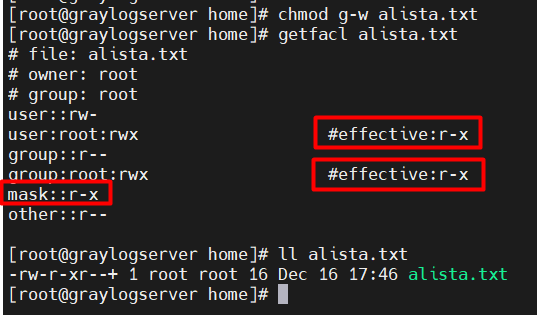 [root@graylogserver home]# chmod g-w alista.txt
[root@graylogserver home]# getfacl alista.txt
# file: alista.txt
# owner: root
# group: root
user::rw-
user:root:rwx #effective:r-x
group::r--
group:root:rwx #effective:r-x
mask::r-x
other::r--
[root@graylogserver home]# ll alista.txt
-rw-r-xr--+ 1 root root 16 Dec 16 17:46 alista.txt
[root@graylogserver home]#